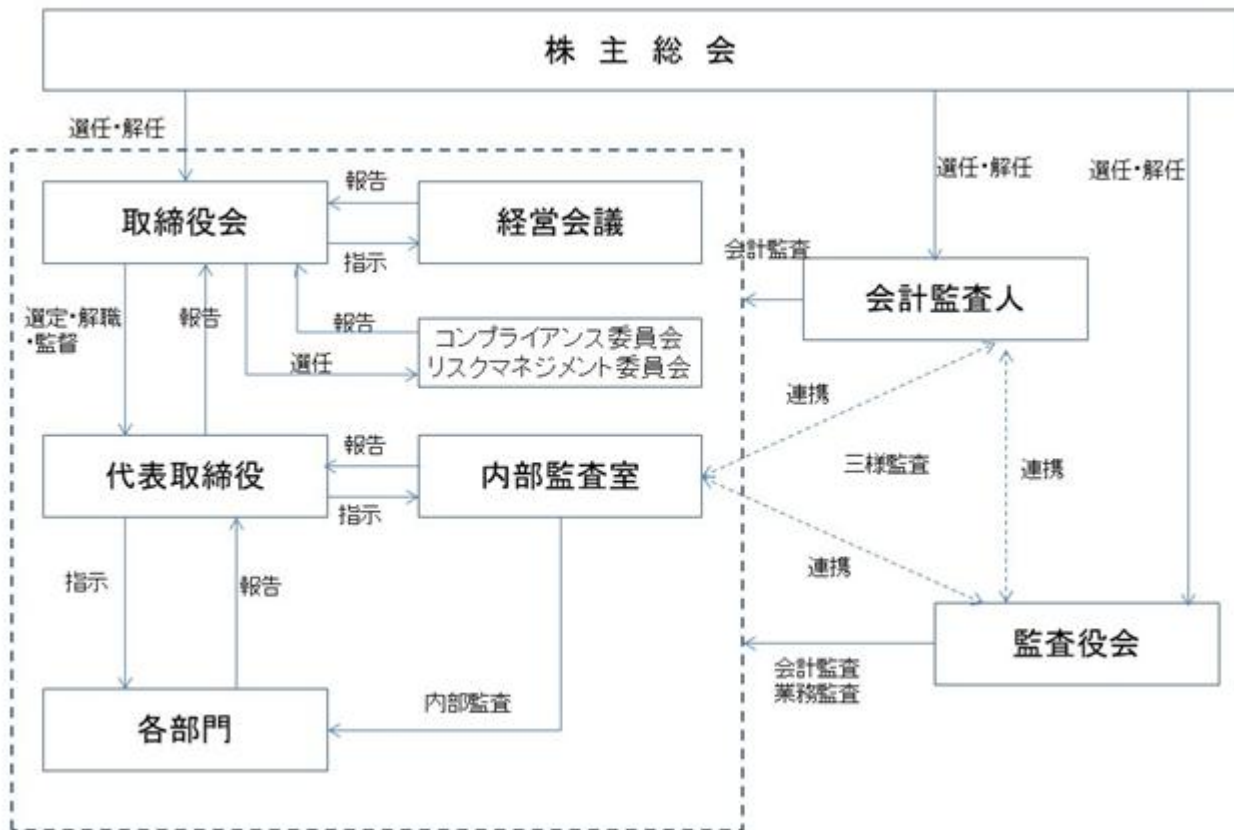 株 主 総 会
選任・解任
選任・解任
選任・解任
取締役会
報告
指示
経営会議
会計監査
会計監査人
選定・解職
・監督
報告
報告
選任
コンプライアンス委員会
リスクマネジメント委員会
連携
三様監査
連携
代表取締役
報告
指示
内部監査室
連携
指示
報告
監査役会
会計監査
業務監査
内部監査
各部門